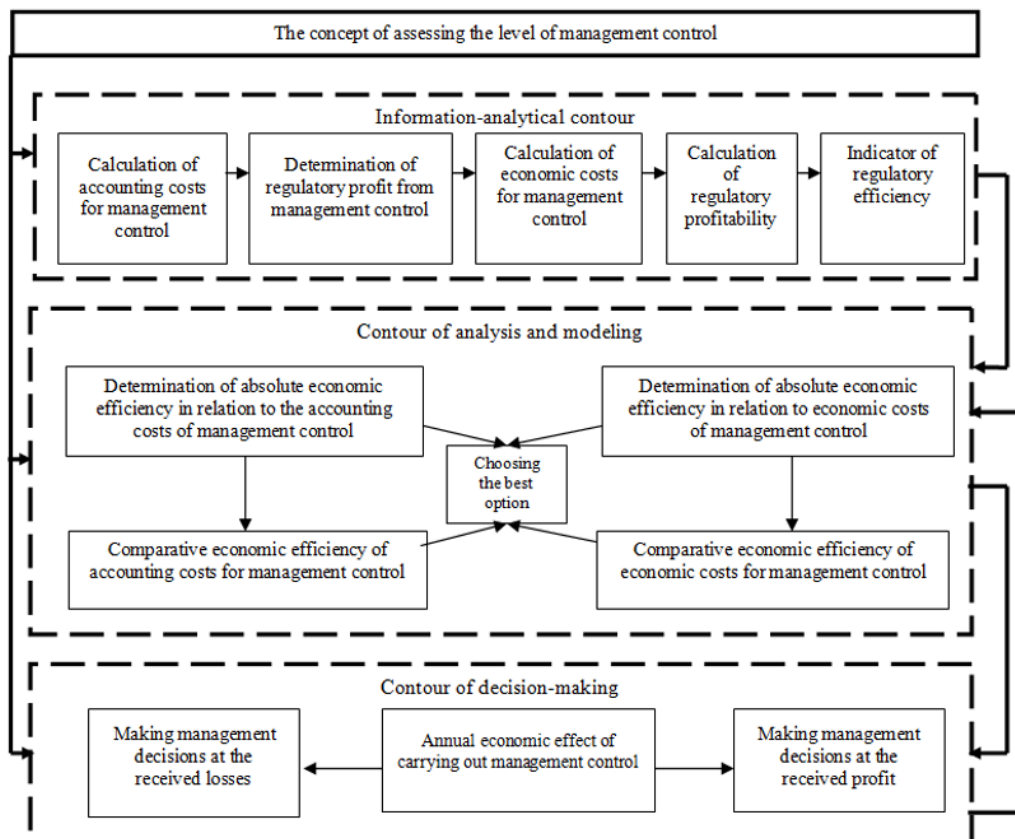 The concept of assessing the level of management control
Information-analytical contour
Calculation of
accounting costs
for management
control
Determination of
regulatory profit from
management control
Calculation of
economic costs
for management
control
Calculation
of
regulatory
profitability
Indicator of
regulatory
efficiency
Contour of analysis and modeling
Determination of absolute economic
efficiency in relation to the accounting
costs of management control
Determination of absolute economic
efficiency in relation to economic costs
of management control
Choosing
the best
option
Comparative economic efficiency of
accounting costs for management control
Comparative economic efficiency of
economic costs for management control
Contour of decision-making
Making management
decisions at the
received losses
Annual economic effect of
carrying out management control
Making management
decisions at the
received profit